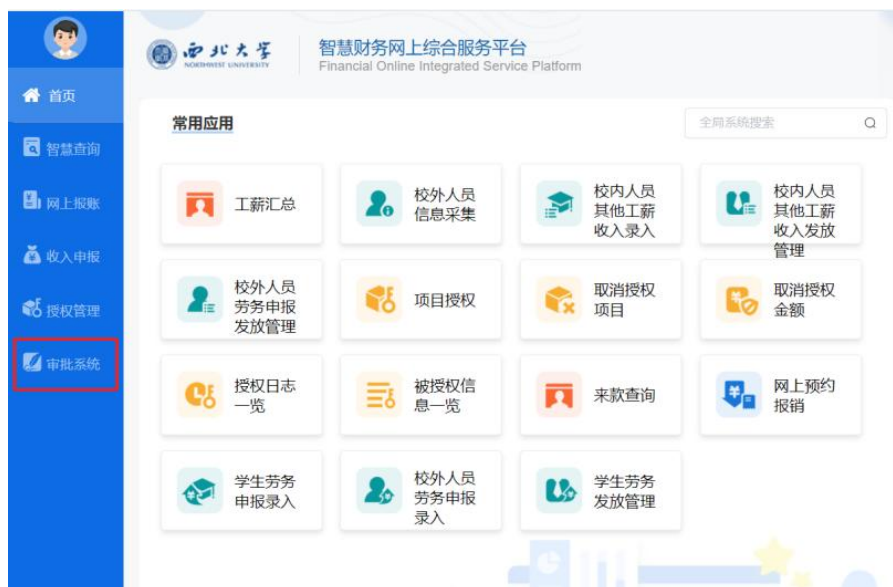 西北大学
NORTHWEST UNIVERSITY
智慧财务网上综合服务平台
Financial Online Integrated Service Platform
首页
智慧查询
网上报账
收入申报
授权管理
审批系统
常用应用
全局系统搜索
工薪汇总
校外人员
信息采集
校内人员
其他工薪
收入录入
校内人员
其他工薪
收入发放
管理
校外人员
劳务申报
发放管理
项目授权
取消授权
项目
取消授权
金额
授权日志
一览
被授权信
息一览
来款查询
网上预约
报销
学生劳务
申报录入
校外人员
劳务申报
录入
学生劳务
发放管理